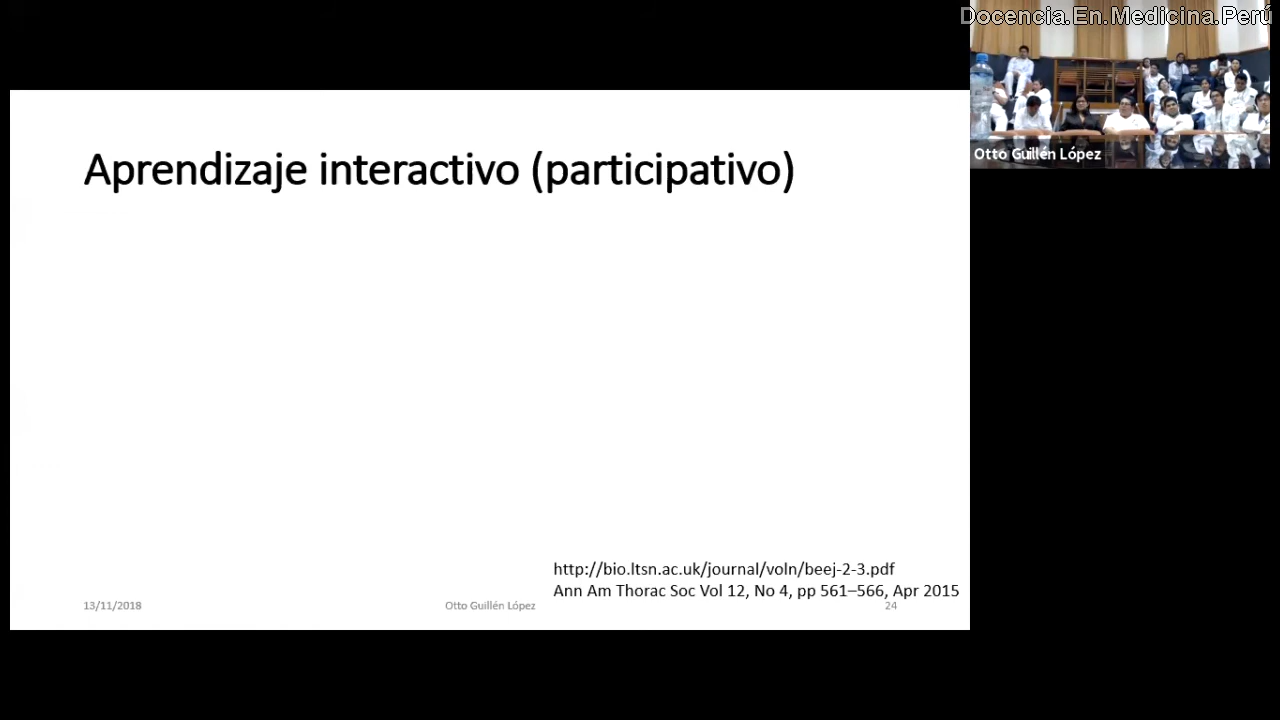 Docencia.En.Medicina.Perú
Otto Guillén López
Aprendizaje interactivo (participativo)
http://bio.ltsn.ac.uk/journal/voln/beej-2-3.pdf
Ann Am Thorac Soc Vol 12, No 4, pp 561–566, Apr 2015
13/11/2018
Otto Guillén López
24